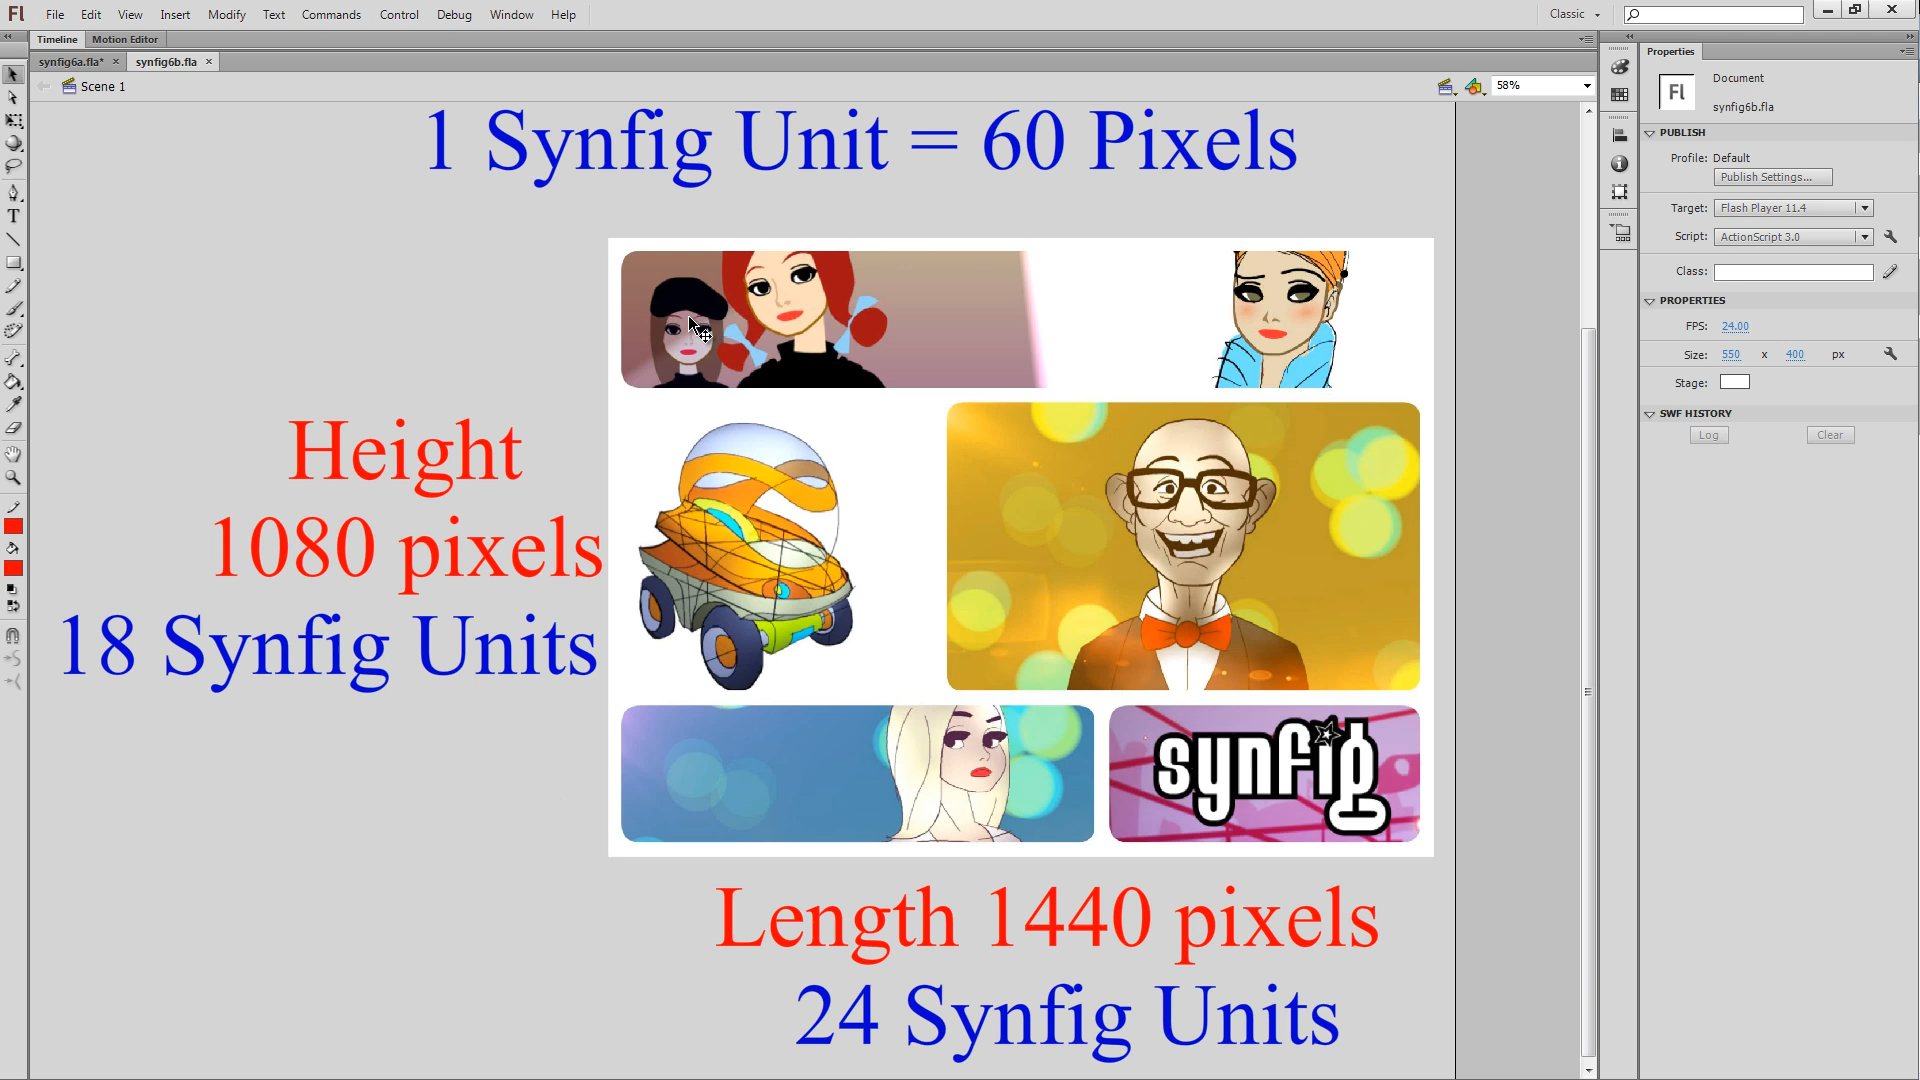 Fl File Edit View Insert Modify Text Commands Control Debug Window Help Classic
Timeline Motion Editor
synfig6a.fla* synfig6b.fla
Scene 1 58%
1 Synfig Unit = 60 Pixels
Height
1080 pixels
18 Synfig Units
synfig
Length 1440 pixels
24 Synfig Units
Properties
Fl Document
synfig6b.fla
PUBLISH
Profile: Default
Publish Settings...
Target: Flash Player 11.4
Script: ActionScript 3.0
Class:
PROPERTIES
FPS: 24.00
Size: 550 x 400 px
Stage:
SWF HISTORY
Log Clear
T